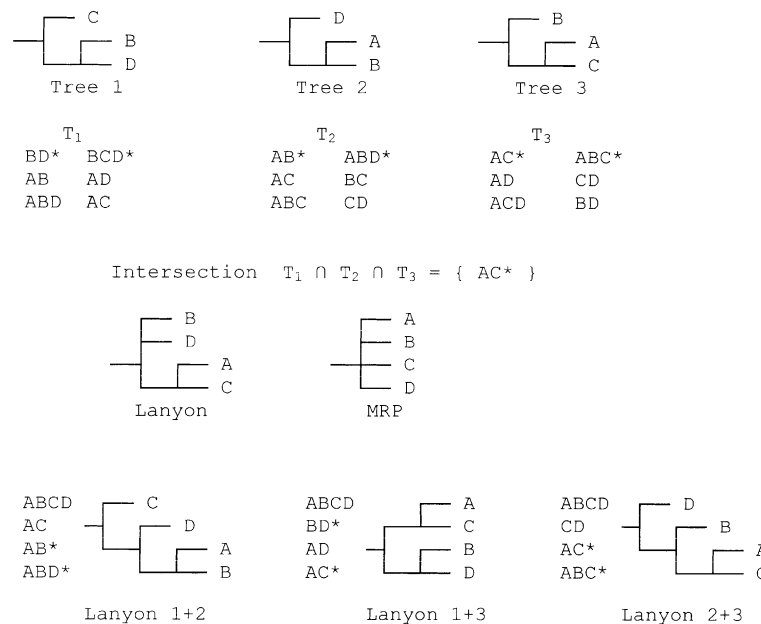 C D B
B A A
D B C
Tree 1 Tree 2 Tree 3
T₁ T₂ T₃
BD* BCD* AB* ABD* AC* ABC*
AB AD AC BC AD CD
ABD AC ABC CD ACD BD
Intersection T₁ ∩ T₂ ∩ T₃ = { AC* }
B A
D B
A C
C D
Lanyon MRP
ABCD C ABCD A ABCD D
AC D BD* C CD B
AB* A AD B AC* A
ABD* B AC* D ABC* C
Lanyon 1+2 Lanyon 1+3 Lanyon 2+3